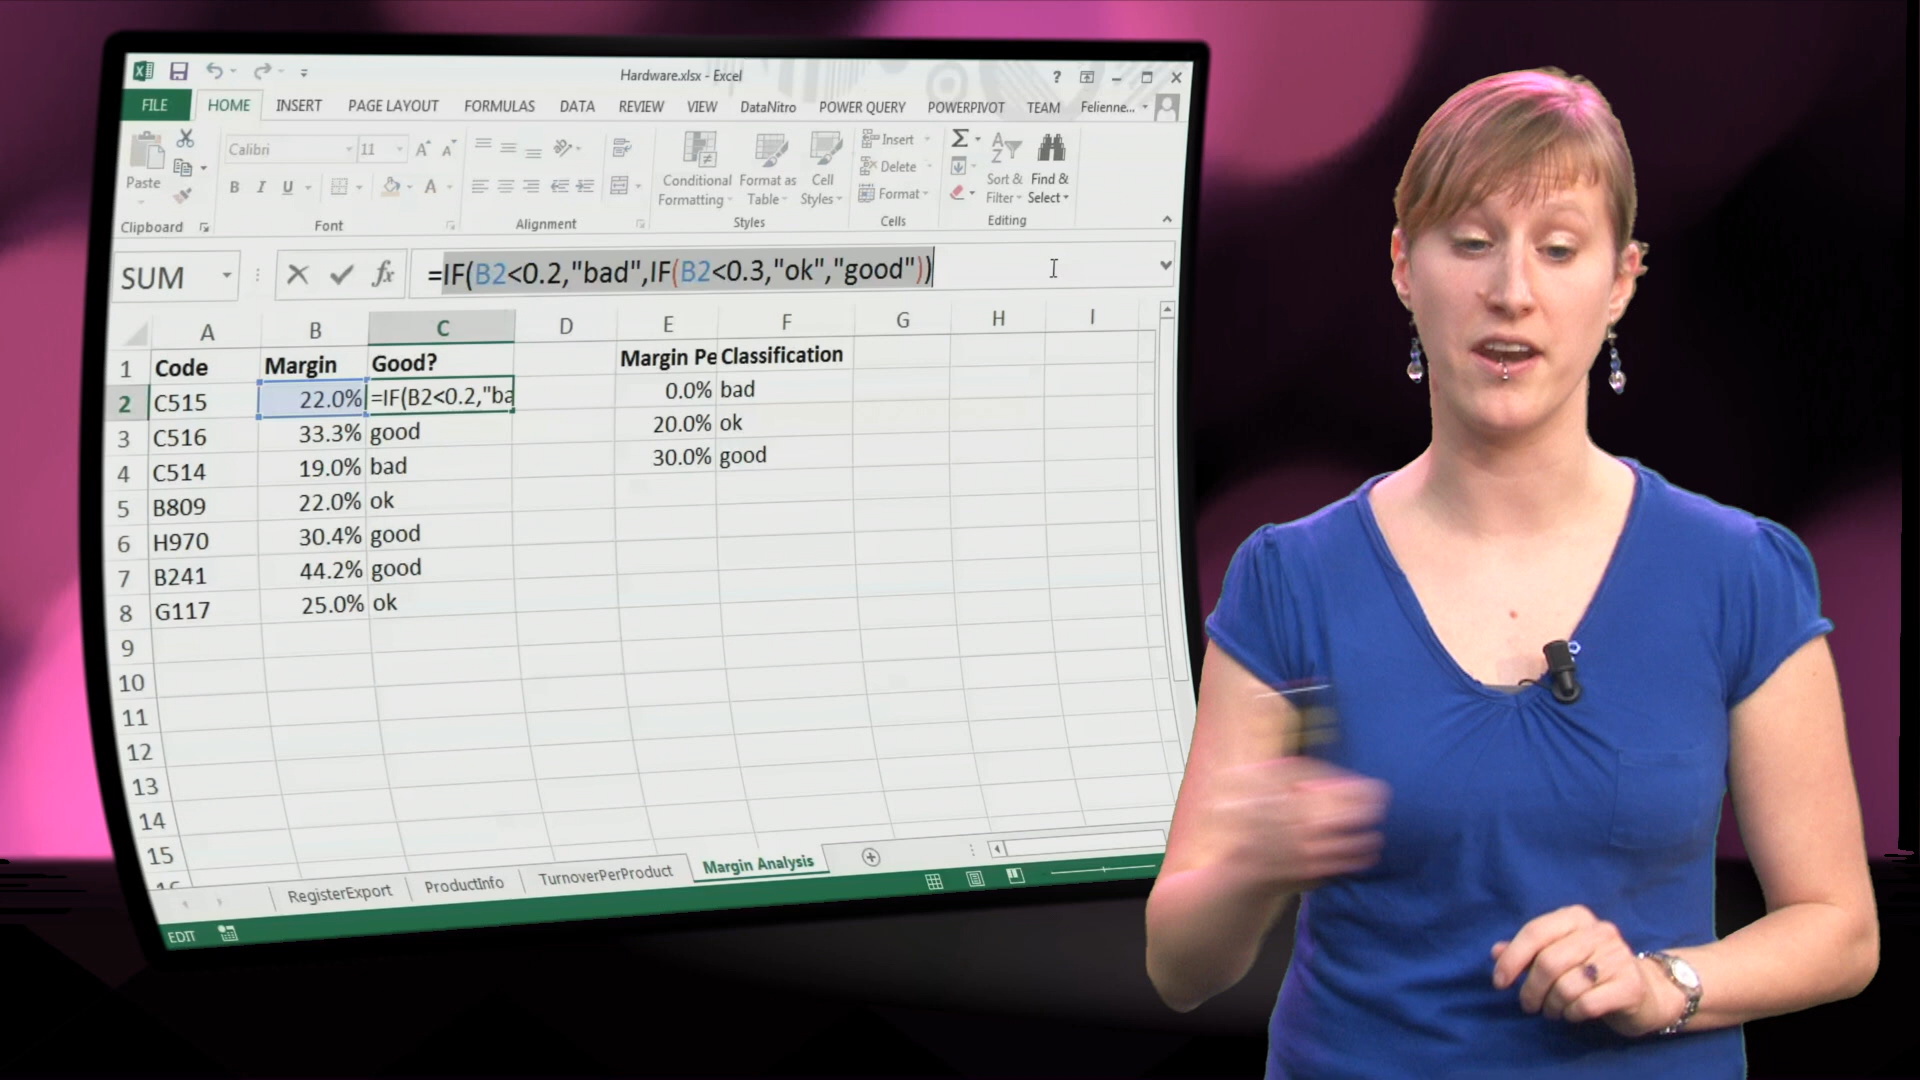 Hardware.xlsx - Excel
?
FILE HOME INSERT PAGE LAYOUT FORMULAS DATA REVIEW VIEW DataNitro POWER QUERY POWERPIVOT TEAM Felienne...
Calibri 11 A A Insert Σ
Paste B I U A Conditional Formatting Format as Table Cell Styles Delete Format Sort & Filter Find & Select
Clipboard Font Alignment Styles Cells Editing
SUM fx =IF(B2<0.2,"bad",IF(B2<0.3,"ok","good"))
A B C D E F G H I
1 Code Margin Good? Margin Pe Classification
2 C515 22.0% =IF(B2<0.2,"ba 0.0% bad
3 C516 33.3% good 20.0% ok
4 C514 19.0% bad 30.0% good
5 B809 22.0% ok
6 H970 30.4% good
7 B241 44.2% good
8 G117 25.0% ok
9
10
11
12
13
14
15
RegisterExport ProductInfo TurnoverPerProduct Margin Analysis
EDIT